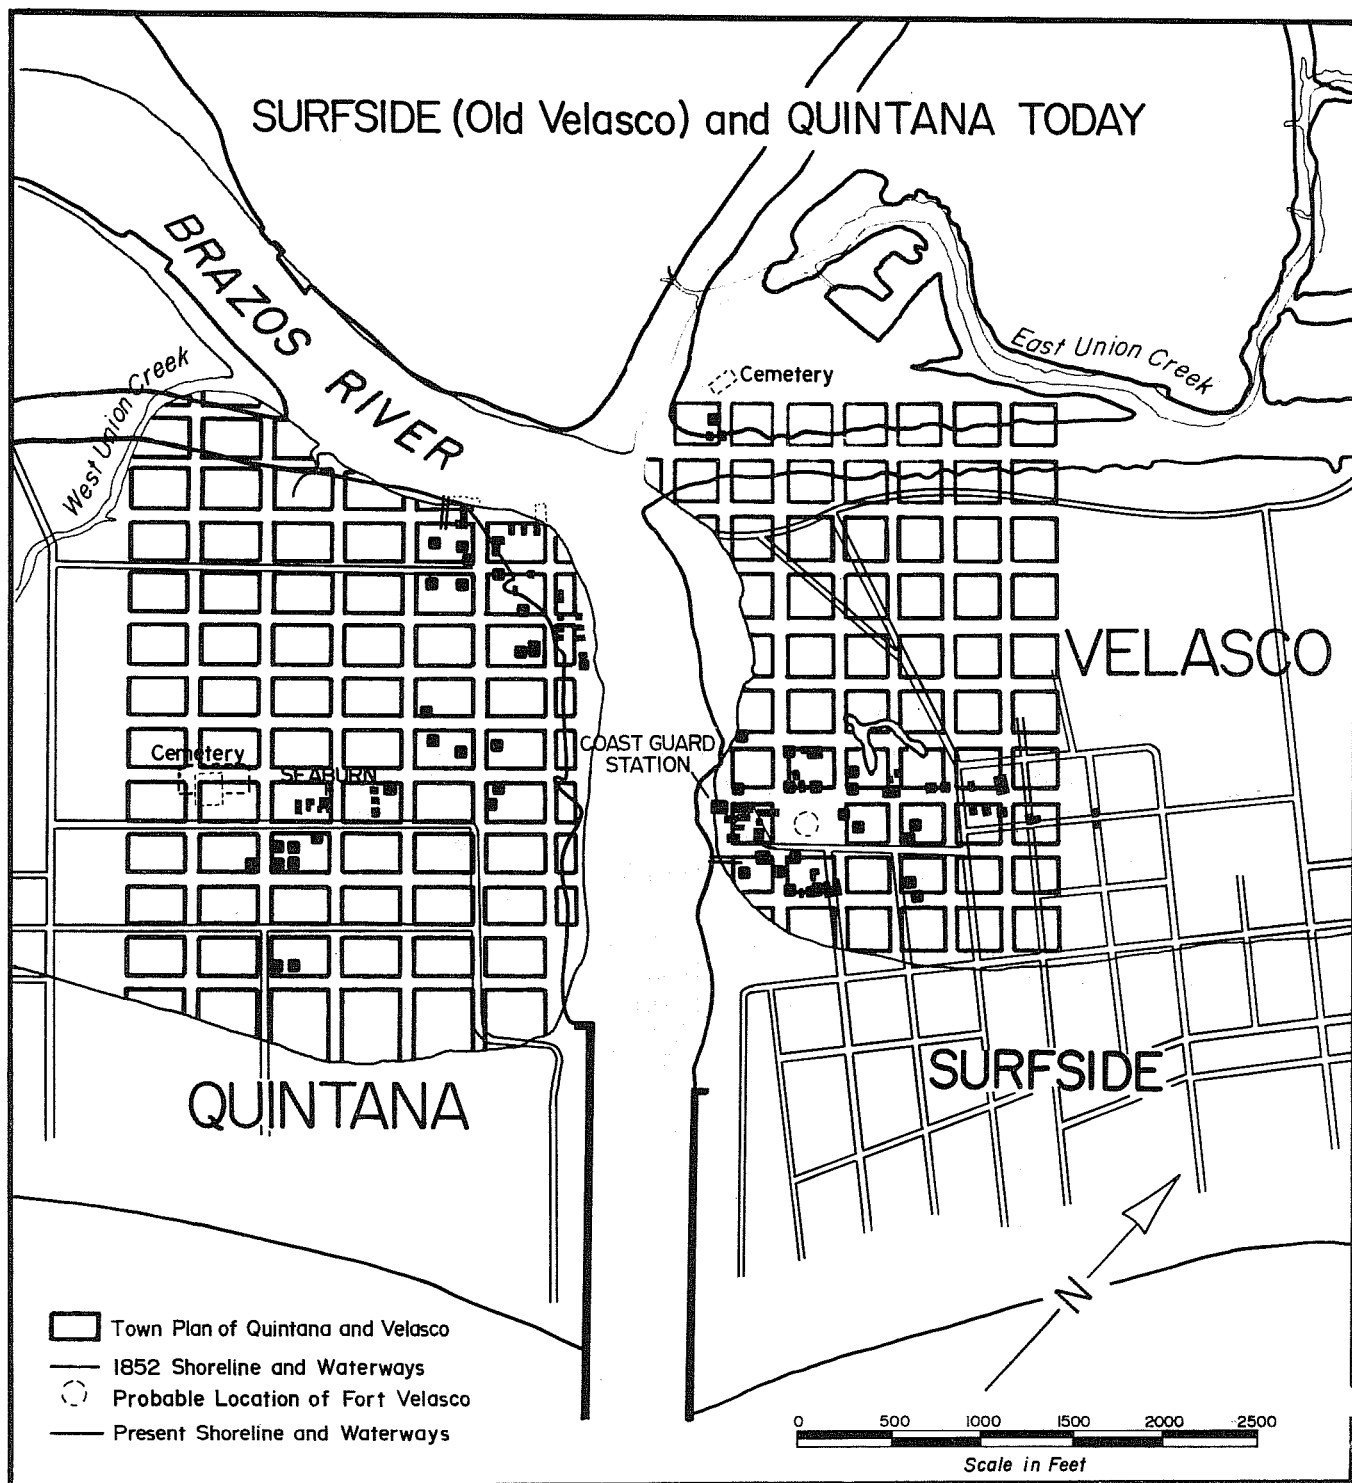 SURFSIDE (Old Velasco) and QUINTANA TODAY
BRAZOS RIVER
West Union Creek
East Union Creek
Cemetery
VELASCO
COAST GUARD
STATION
Cemetery
SEABURN
QUINTANA
SURFSIDE
N
Town Plan of Quintana and Velasco
1852 Shoreline and Waterways
Probable Location of Fort Velasco
Present Shoreline and Waterways
0 500 1000 1500 2000 2500
Scale in Feet